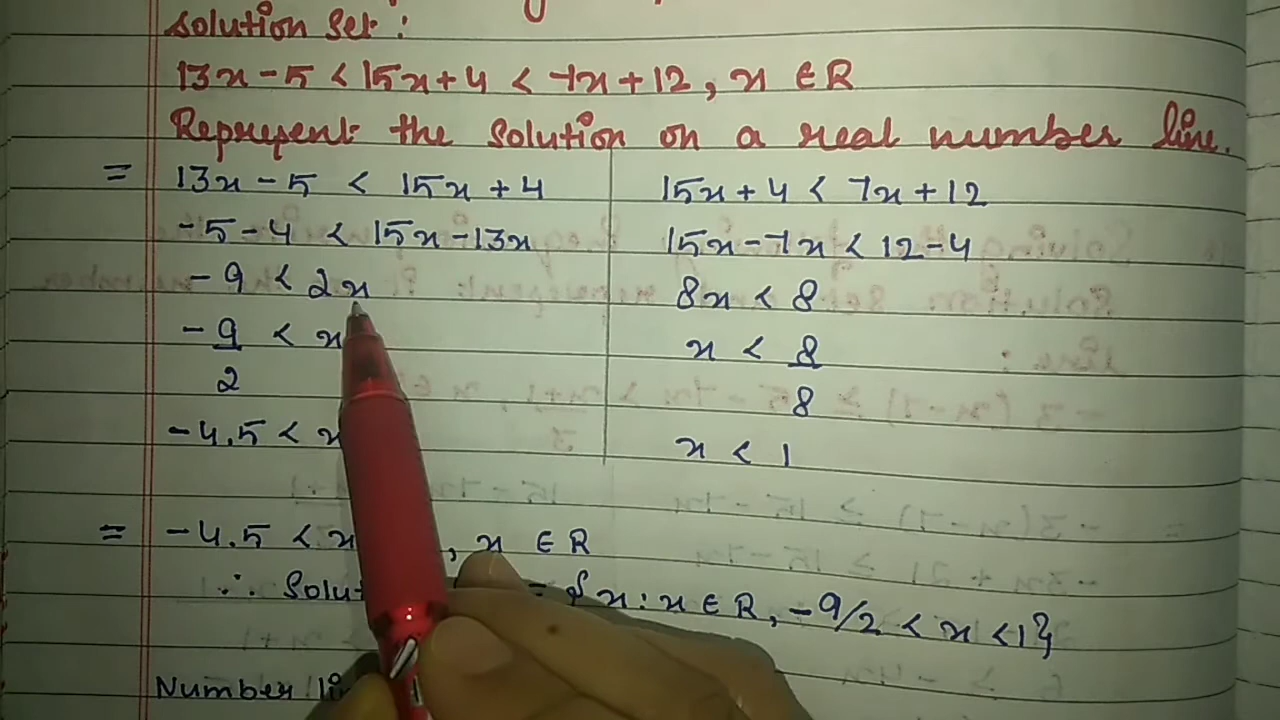 Solution Set :
13x - 5 < 15x + 4 < 7x + 12, x ∈ R
Represent the solution on a real number line.
= 13x - 5 < 15x + 4
-5 - 4 < 15x - 13x
-9 < 2x
-9/2 < x
-4.5 < x
15x + 4 < 7x + 12
15x - 7x < 12 - 4
8x < 8
x < 8/8
x < 1
= -4.5 < x , x ∈ R
∴ = {x : x ∈ R, -9/2 < x < 1}
Number